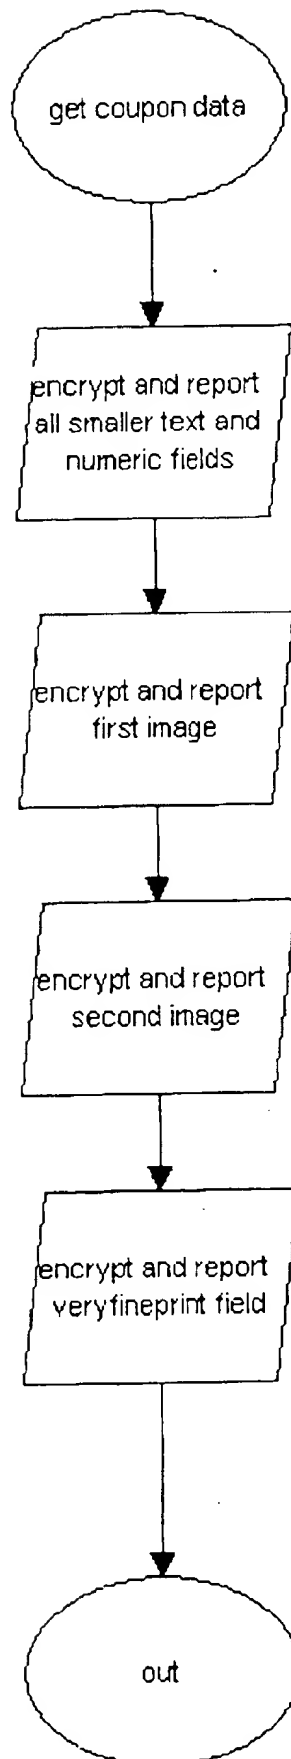 get coupon data
encrypt and report
all smaller text and
numeric fields
encrypt and report
first image
encrypt and report
second image
encrypt and report
veryfineprint field
out